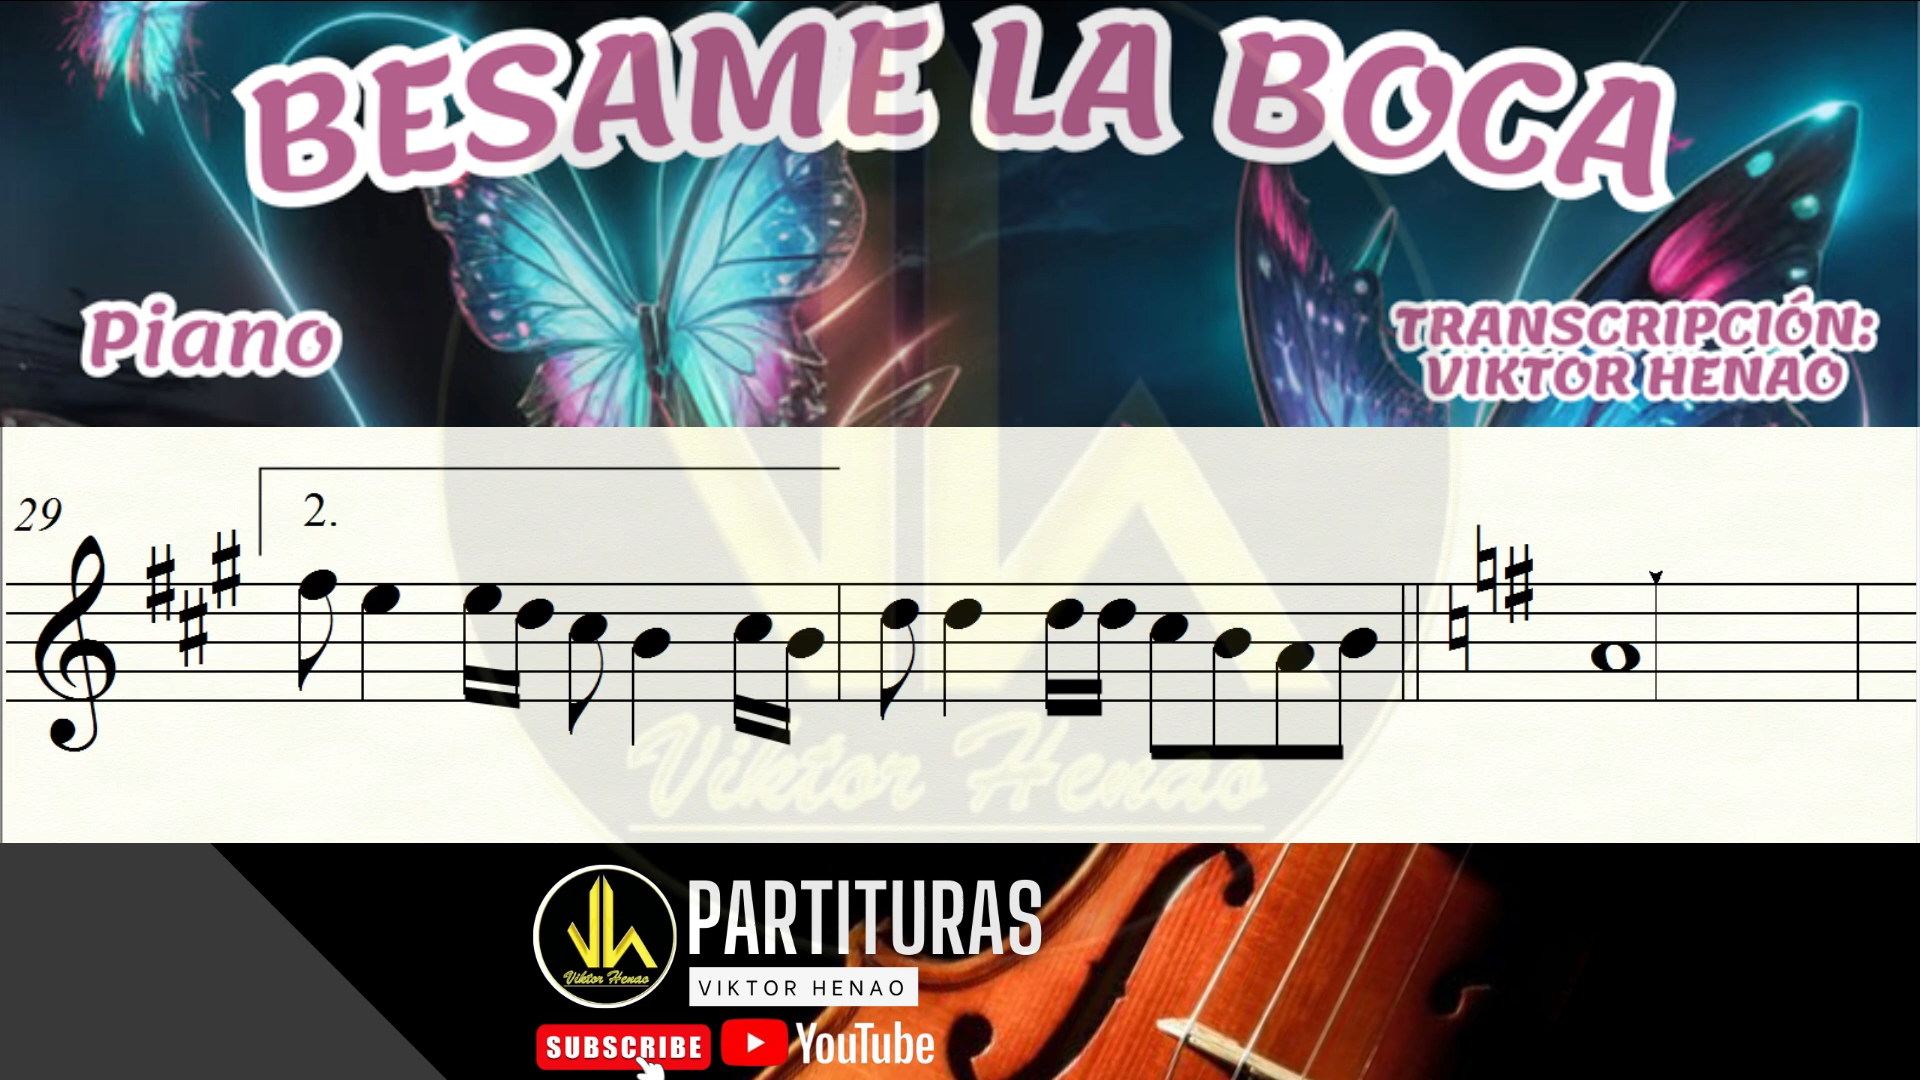 BESAME LA BOCA
Piano
TRANSCRIPCIÓN:
VIKTOR HENAO
29
2.
Viktor Henao
PARTITURAS
Viktor Henao
VIKTOR HENAO
SUBSCRIBE
YouTube